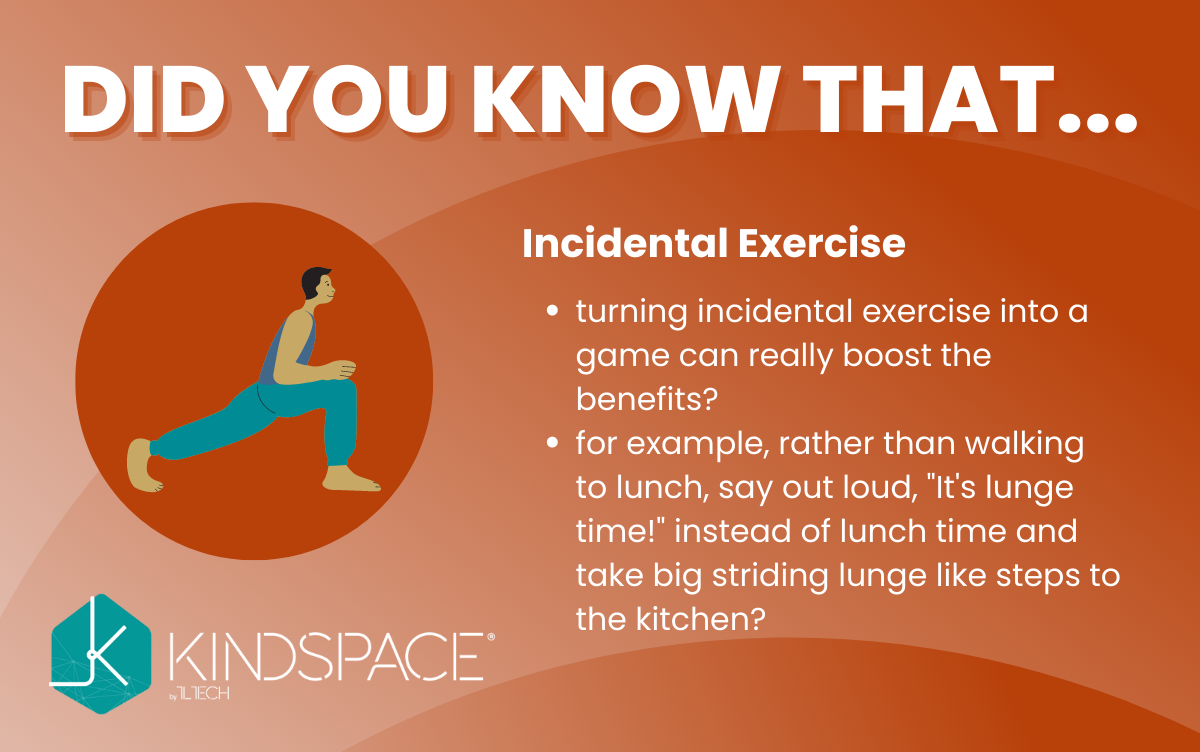 DID YOU KNOW THAT...
Incidental Exercise
• turning incidental exercise into a
game can really boost the
benefits?
• for example, rather than walking
to lunch, say out loud, "It's lunge
time!" instead of lunch time and
take big striding lunge like steps to
the kitchen?
K
KINDSPACE®
by TLTECH